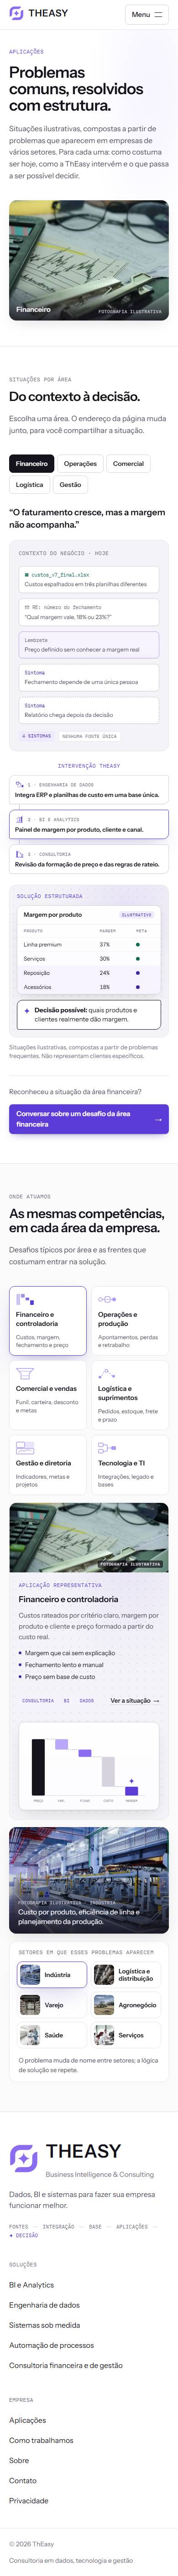 THEASY
Menu
APLICAÇÕES
Problemas
comuns, resolvidos
com estrutura.
Situações ilustrativas, compostas a partir de
problemas que aparecem em empresas de
vários setores. Para cada uma: como costuma
ser hoje, como a ThEasy intervém e o que passa
a ser possível decidir.
Financeiro
FOTOGRAFIA ILUSTRATIVA
SITUAÇÕES POR ÁREA
Do contexto à decisão.
Escolha uma área. O endereço da página muda
junto, para você compartilhar a situação.
Financeiro
Operações
Comercial
Logística
Gestão
“O faturamento cresce, mas a margem
não acompanha.”
CONTEXTO DO NEGÓCIO · HOJE
custos_v7_final.xlsx
Custos espalhados em três planilhas diferentes
RE: número do fechamento
“Qual margem vale, 18% ou 23%?”
Lembrete
Preço definido sem conhecer a margem real
Sintoma
Fechamento depende de uma única pessoa
Sintoma
Relatório chega depois da decisão
4 SINTOMAS
NENHUMA FONTE ÚNICA
INTERVENÇÃO THEASY
1 · ENGENHARIA DE DADOS
Integra ERP e planilhas de custo em uma base única.
2 · BI E ANALYTICS
Painel de margem por produto, cliente e canal.
3 · CONSULTORIA
Revisão da formação de preço e das regras de rateio.
SOLUÇÃO ESTRUTURADA
Margem por produto
ILUSTRATIVO
PRODUTO MARGEM META
Linha premium 37%
Serviços 30%
Reposição 24%
Acessórios 18%
Decisão possível: quais produtos e
clientes realmente dão margem.
Situações ilustrativas, compostas a partir de problemas
frequentes. Não representam clientes específicos.
Reconheceu a situação da área financeira?
Conversar sobre um desafio da área
financeira →
ONDE ATUAMOS
As mesmas competências,
em cada área da empresa.
Desafios típicos por área e as frentes que
costumam entrar na solução.
Financeiro e
controladoria
Custos, margem,
fechamento e preço
Operações e
produção
Apontamentos, perdas
e retrabalho
Comercial e vendas
Funil, carteira, desconto
e metas
Logística e
suprimentos
Pedidos, estoque, frete
e prazo
Gestão e diretoria
Indicadores, metas e
projetos
Tecnologia e TI
Integrações, legado e
bases
FOTOGRAFIA ILUSTRATIVA
APLICAÇÃO REPRESENTATIVA
Financeiro e controladoria
Custos rateados por critério claro, margem por
produto e cliente e preço formado a partir do
custo real.
Margem que cai sem explicação
Fechamento lento e manual
Preço sem base de custo
CONSULTORIA BI DADOS
Ver a situação →
FOTOGRAFIA ILUSTRATIVA · INDÚSTRIA
Custo por produto, eficiência de linha e
planejamento da produção.
SETORES EM QUE ESSES PROBLEMAS APARECEM
Indústria
Logística e
distribuição
Varejo
Agronegócio
Saúde
Serviços
O problema muda de nome entre setores; a lógica
de solução se repete.
THEASY
Business Intelligence & Consulting
Dados, BI e sistemas para fazer sua empresa
funcionar melhor.
FONTES — INTEGRAÇÃO — BASE — APLICAÇÕES —
DECISÃO
SOLUÇÕES
BI e Analytics
Engenharia de dados
Sistemas sob medida
Automação de processos
Consultoria financeira e de gestão
EMPRESA
Aplicações
Como trabalhamos
Sobre
Contato
Privacidade
© 2026 ThEasy
Consultoria em dados, tecnologia e gestão